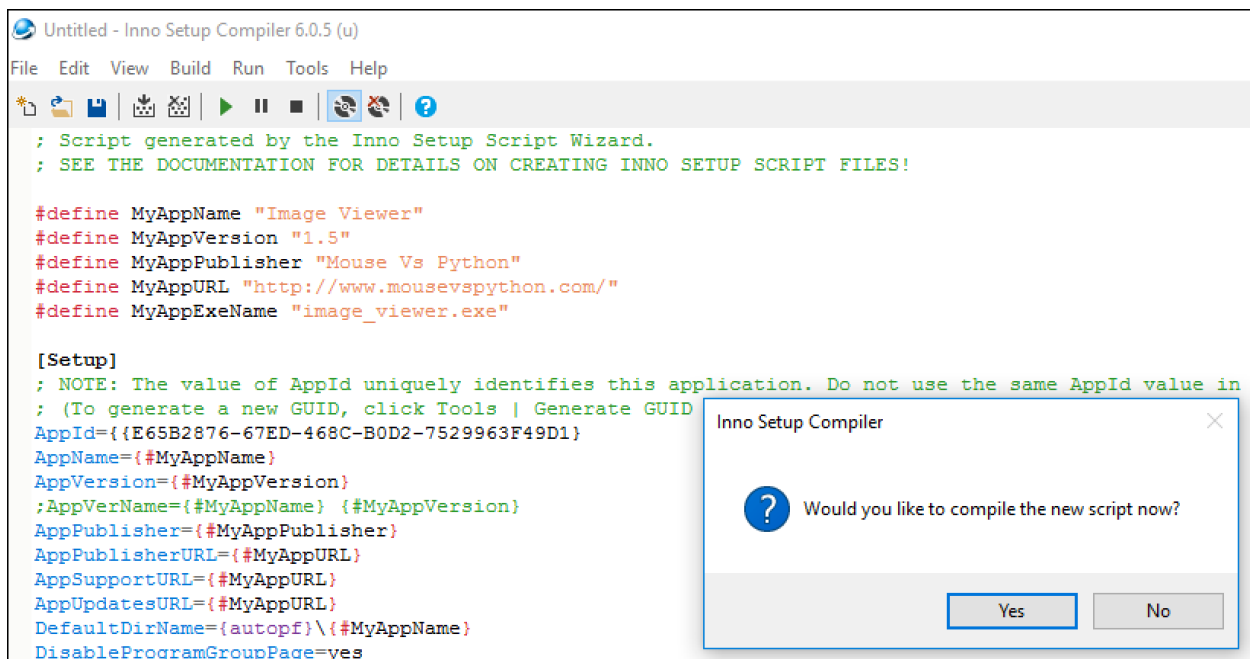 Untitled - Inno Setup Compiler 6.0.5 (u)
File Edit View Build Run Tools Help
; Script generated by the Inno Setup Script Wizard.
; SEE THE DOCUMENTATION FOR DETAILS ON CREATING INNO SETUP SCRIPT FILES!
#define MyAppName "Image Viewer"
#define MyAppVersion "1.5"
#define MyAppPublisher "Mouse Vs Python"
#define MyAppURL "http://www.mousevspython.com/"
#define MyAppExeName "image_viewer.exe"
[Setup]
; NOTE: The value of AppId uniquely identifies this application. Do not use the same AppId value in
; (To generate a new GUID, click Tools | Generate GUID
AppId={{E65B2876-67ED-468C-B0D2-7529963F49D1}
AppName={#MyAppName}
AppVersion={#MyAppVersion}
;AppVerName={#MyAppName} {#MyAppVersion}
AppPublisher={#MyAppPublisher}
AppPublisherURL={#MyAppURL}
AppSupportURL={#MyAppURL}
AppUpdatesURL={#MyAppURL}
DefaultDirName={autopf}\{#MyAppName}
DisableProgramGroupPage=yes
Inno Setup Compiler
Would you like to compile the new script now?
Yes No